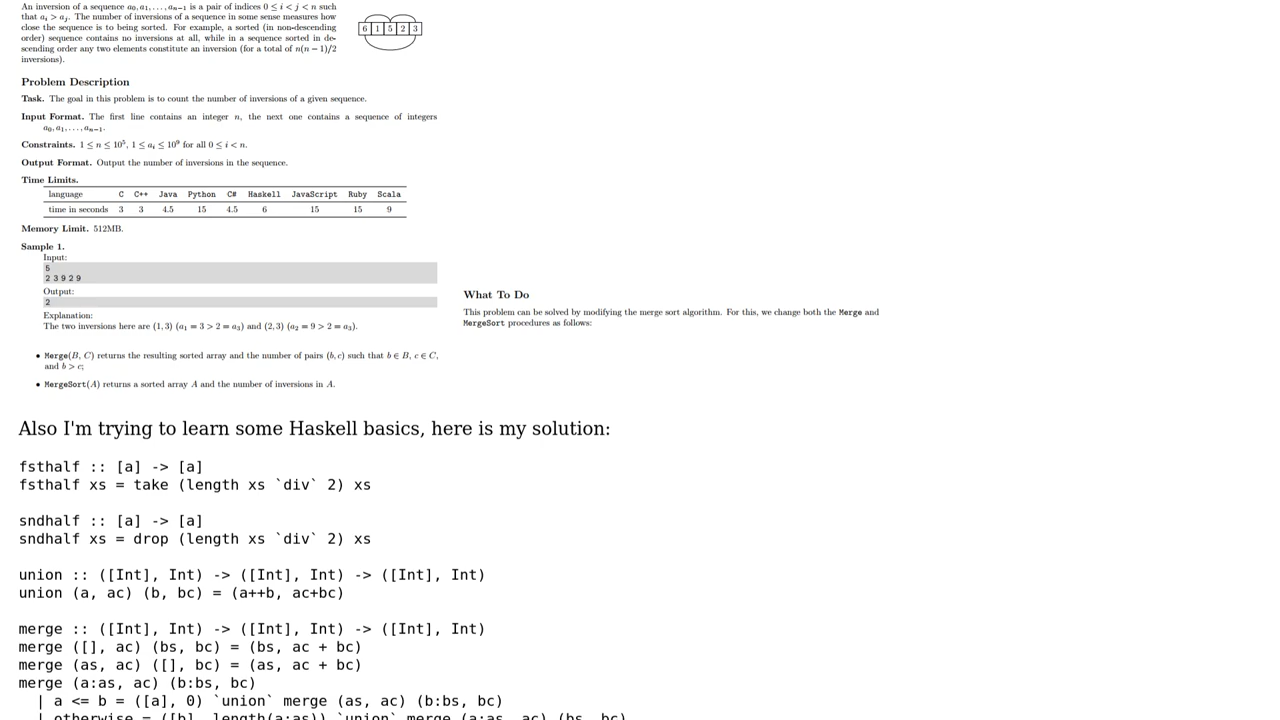 An inversion of a sequence a₀, a₁, . . . , aₙ₋₁ is a pair of indices 0 ≤ i < j < n such
that aᵢ > aⱼ. The number of inversions of a sequence in some sense measures how
close the sequence is to being sorted. For example, a sorted (in non-descending
order) sequence contains no inversions at all, while in a sequence sorted in de-
scending order any two elements constitute an inversion (for a total of n(n − 1)/2
inversions).
6 1 5 2 3
Problem Description
Task. The goal in this problem is to count the number of inversions of a given sequence.
Input Format. The first line contains an integer n, the next one contains a sequence of integers
a₀, a₁, . . . , aₙ₋₁.
Constraints. 1 ≤ n ≤ 10⁵, 1 ≤ aᵢ ≤ 10⁹ for all 0 ≤ i < n.
Output Format. Output the number of inversions in the sequence.
Time Limits.
language C C++ Java Python C# Haskell JavaScript Ruby Scala
time in seconds 3 3 4.5 15 4.5 6 15 15 9
Memory Limit. 512MB.
Sample 1.
Input:
5
2 3 9 2 9
Output:
2
Explanation:
The two inversions here are (1, 3) (a₁ = 3 > 2 = a₃) and (2, 3) (a₂ = 9 > 2 = a₃).
What To Do
This problem can be solved by modifying the merge sort algorithm. For this, we change both the Merge and
MergeSort procedures as follows:
• Merge(B, C) returns the resulting sorted array and the number of pairs (b, c) such that b ∈ B, c ∈ C,
and b > c;
• MergeSort(A) returns a sorted array A and the number of inversions in A.
Also I'm trying to learn some Haskell basics, here is my solution:
fsthalf :: [a] -> [a]
fsthalf xs = take (length xs `div` 2) xs
sndhalf :: [a] -> [a]
sndhalf xs = drop (length xs `div` 2) xs
union :: ([Int], Int) -> ([Int], Int) -> ([Int], Int)
union (a, ac) (b, bc) = (a++b, ac+bc)
merge :: ([Int], Int) -> ([Int], Int) -> ([Int], Int)
merge ([], ac) (bs, bc) = (bs, ac + bc)
merge (as, ac) ([], bc) = (as, ac + bc)
merge (a:as, ac) (b:bs, bc)
| a <= b = ([a], 0) `union` merge (as, ac) (b:bs, bc)
| otherwise = ([b], length(a:as)) `union` merge (a:as, ac) (bs, bc)